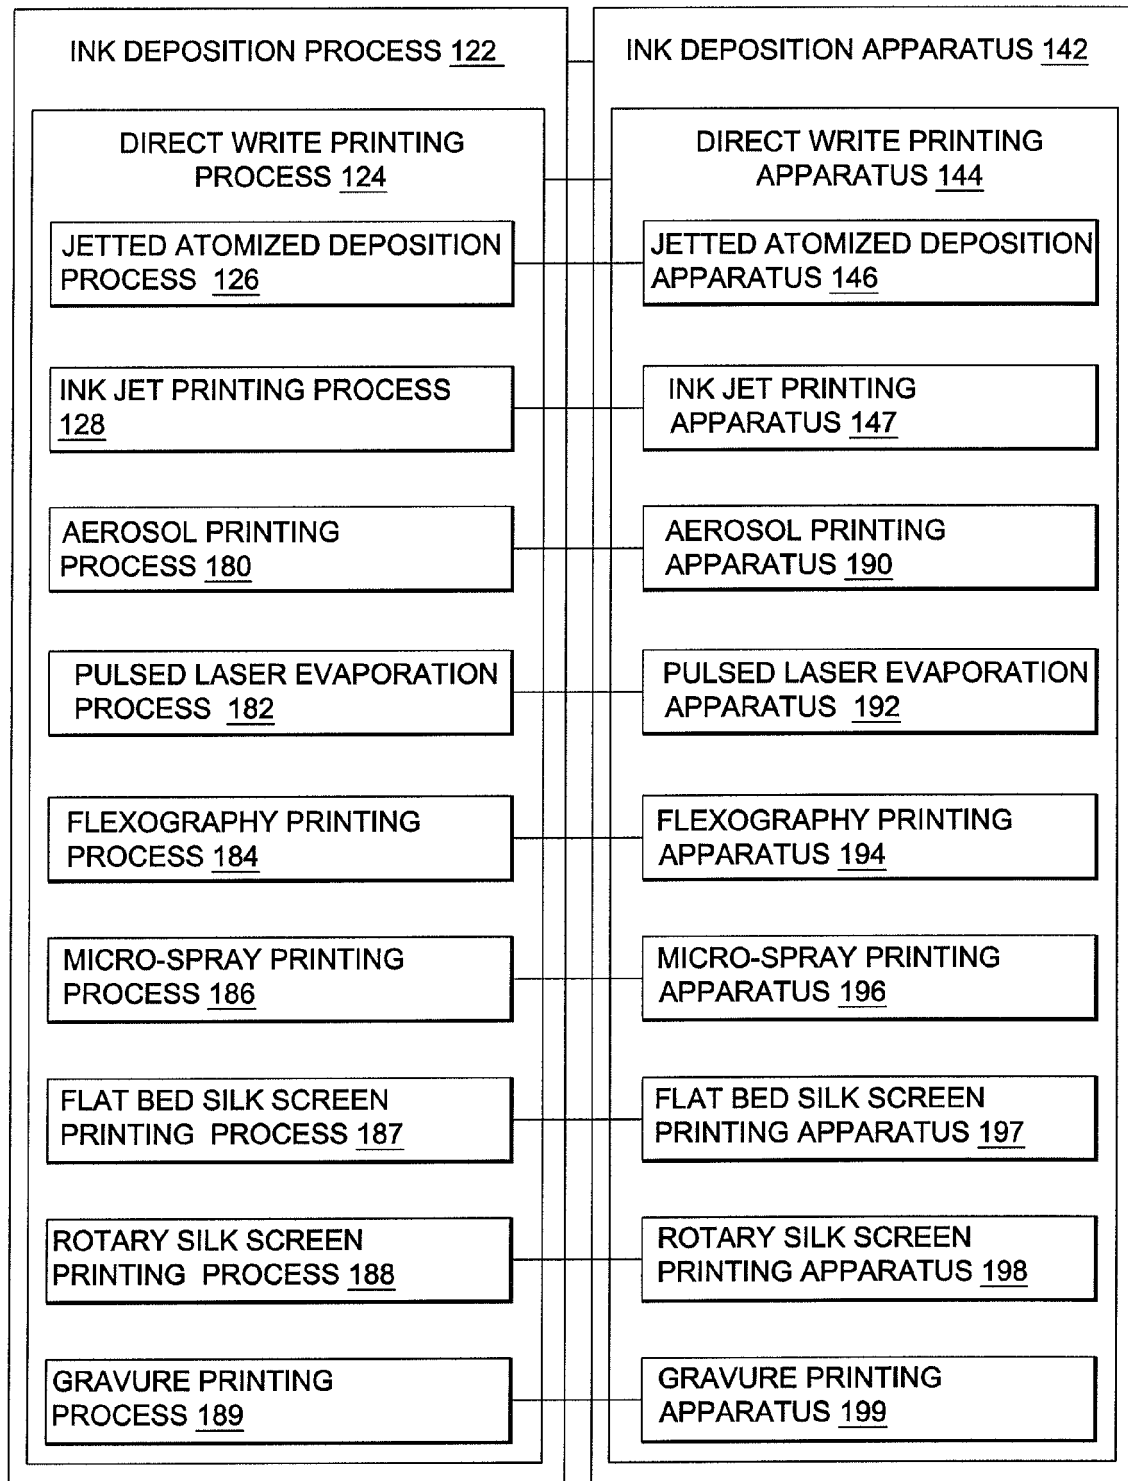 INK DEPOSITION PROCESS 122
DIRECT WRITE PRINTING
PROCESS 124
JETTED ATOMIZED DEPOSITION
PROCESS 126
INK JET PRINTING PROCESS
128
AEROSOL PRINTING
PROCESS 180
PULSED LASER EVAPORATION
PROCESS 182
FLEXOGRAPHY PRINTING
PROCESS 184
MICRO-SPRAY PRINTING
PROCESS 186
FLAT BED SILK SCREEN
PRINTING PROCESS 187
ROTARY SILK SCREEN
PRINTING PROCESS 188
GRAVURE PRINTING
PROCESS 189
INK DEPOSITION APPARATUS 142
DIRECT WRITE PRINTING
APPARATUS 144
JETTED ATOMIZED DEPOSITION
APPARATUS 146
INK JET PRINTING
APPARATUS 147
AEROSOL PRINTING
APPARATUS 190
PULSED LASER EVAPORATION
APPARATUS 192
FLEXOGRAPHY PRINTING
APPARATUS 194
MICRO-SPRAY PRINTING
APPARATUS 196
FLAT BED SILK SCREEN
PRINTING APPARATUS 197
ROTARY SILK SCREEN
PRINTING APPARATUS 198
GRAVURE PRINTING
APPARATUS 199